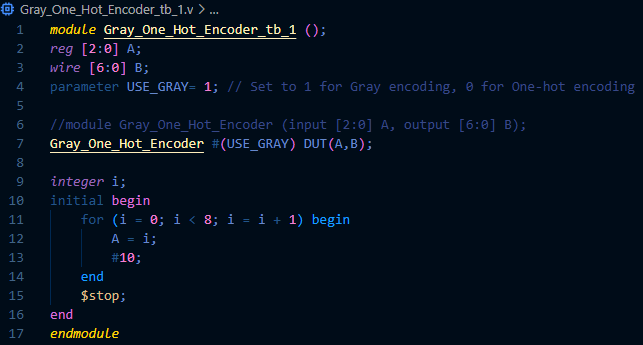 Gray_One_Hot_Encoder_tb_1.v > ...
1 module Gray_One_Hot_Encoder_tb_1 ();
2 reg [2:0] A;
3 wire [6:0] B;
4 parameter USE_GRAY= 1; // Set to 1 for Gray encoding, 0 for One-hot encoding
5
6 //module Gray_One_Hot_Encoder (input [2:0] A, output [6:0] B);
7 Gray_One_Hot_Encoder #(USE_GRAY) DUT(A,B);
8
9 integer i;
10 initial begin
11     for (i = 0; i < 8; i = i + 1) begin
12         A = i;
13         #10;
14     end
15     $stop;
16 end
17 endmodule